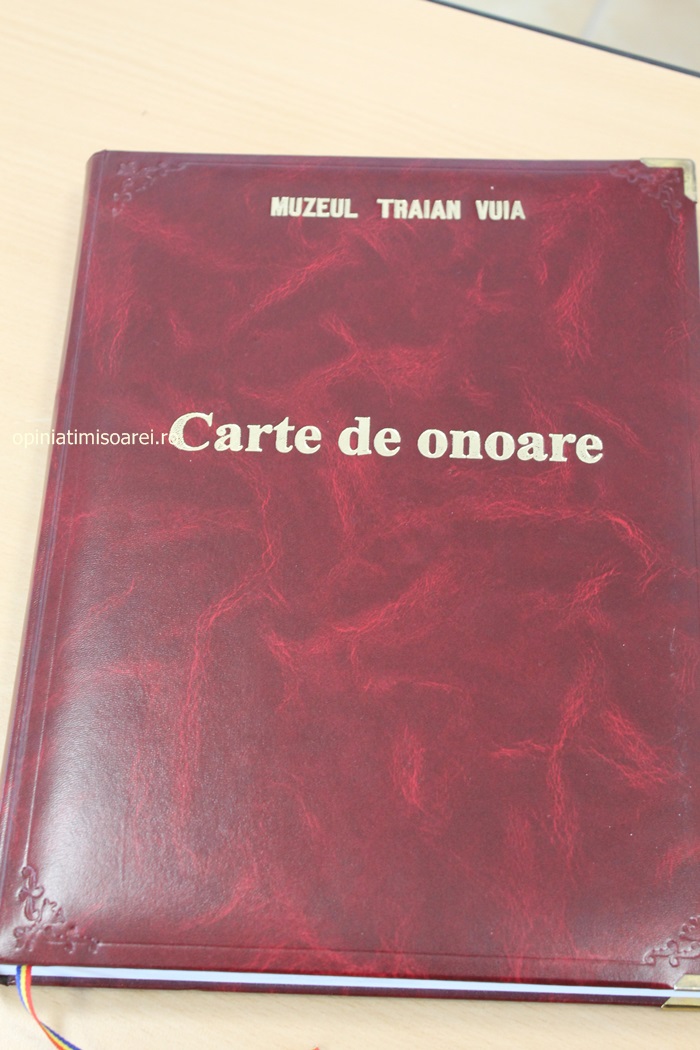 MUZEUL TRAIAN VUIA
Carte de onoare
opiniatimisoarei.ro